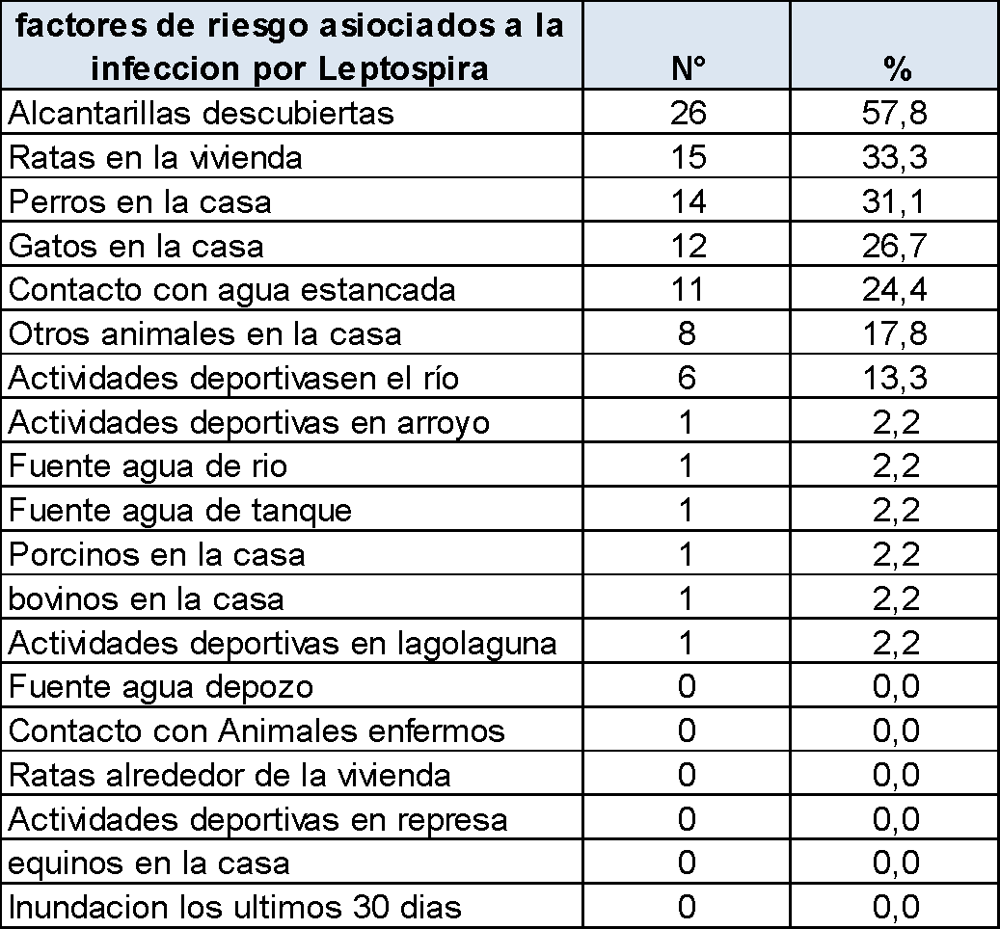 factores de riesgo asiociados a la
infeccion por Leptospira N° %
Alcantarillas descubiertas 26 57,8
Ratas en la vivienda 15 33,3
Perros en la casa 14 31,1
Gatos en la casa 12 26,7
Contacto con agua estancada 11 24,4
Otros animales en la casa 8 17,8
Actividades deportivasen el río 6 13,3
Actividades deportivas en arroyo 1 2,2
Fuente agua de rio 1 2,2
Fuente agua de tanque 1 2,2
Porcinos en la casa 1 2,2
bovinos en la casa 1 2,2
Actividades deportivas en lagolaguna 1 2,2
Fuente agua depozo 0 0,0
Contacto con Animales enfermos 0 0,0
Ratas alrededor de la vivienda 0 0,0
Actividades deportivas en represa 0 0,0
equinos en la casa 0 0,0
Inundacion los ultimos 30 dias 0 0,0